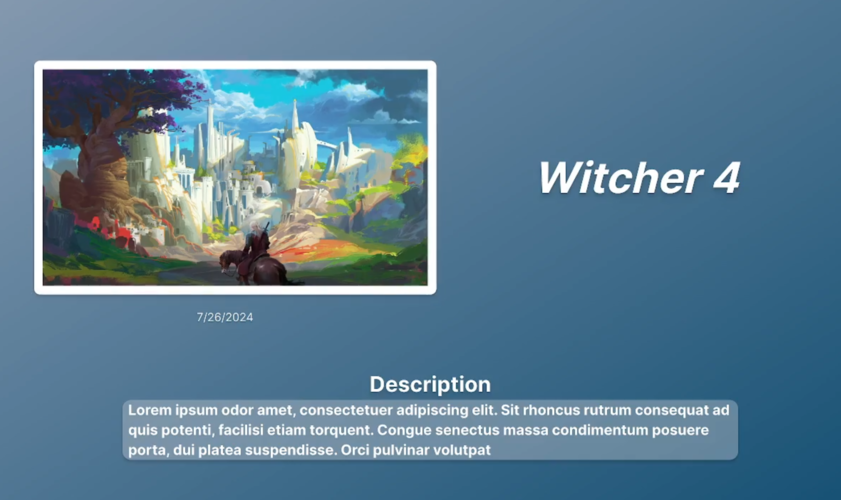 Witcher 4
7/26/2024
Description
Lorem ipsum odor amet, consectetuer adipiscing elit. Sit rhoncus rutrum consequat ad
quis potenti, facilisi etiam torquent. Congue senectus massa condimentum posuere
porta, dui platea suspendisse. Orci pulvinar volutpat